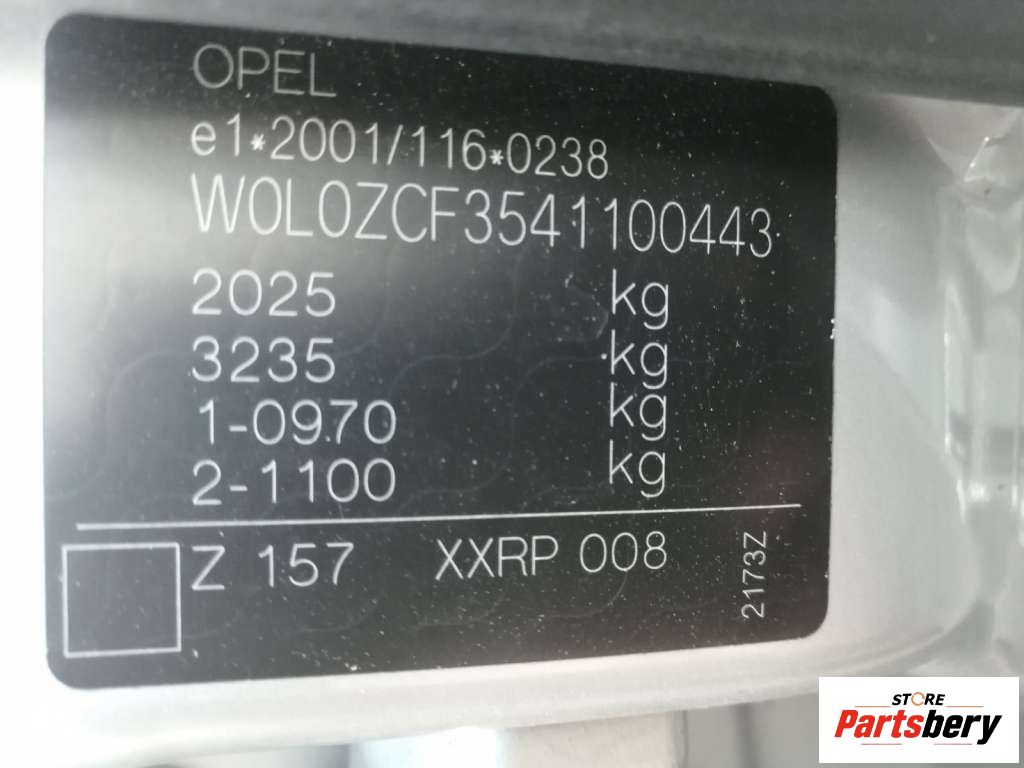 OPEL
e1*2001/116*0238
W0L0ZCF3541100443
2025 kg
3235 kg
1-0970 kg
2-1100 kg
Z 157 XXRP 008
2173Z
STORE
Partsbery